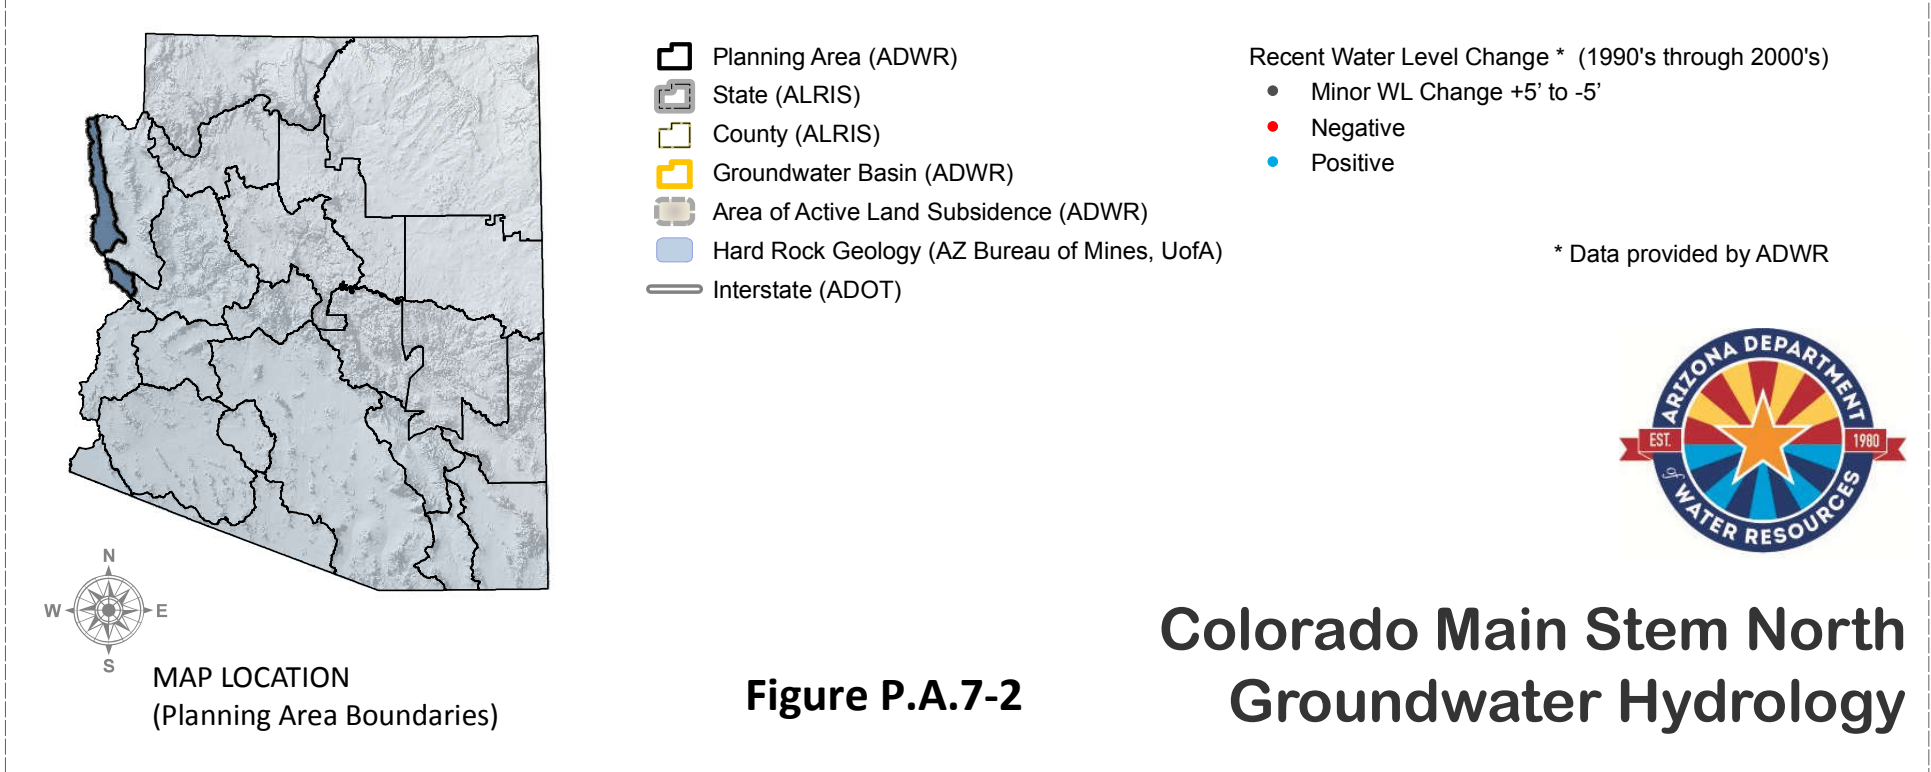 Planning Area (ADWR)
State (ALRIS)
County (ALRIS)
Groundwater Basin (ADWR)
Area of Active Land Subsidence (ADWR)
Hard Rock Geology (AZ Bureau of Mines, UofA)
Interstate (ADOT)
Recent Water Level Change * (1990's through 2000's)
Minor WL Change +5’ to -5’
Negative
Positive
* Data provided by ADWR
ARIZONA DEPARTMENT
EST. 1980
of WATER RESOURCES
N
W E
S
MAP LOCATION
(Planning Area Boundaries)
Figure P.A.7-2
Colorado Main Stem North
Groundwater Hydrology